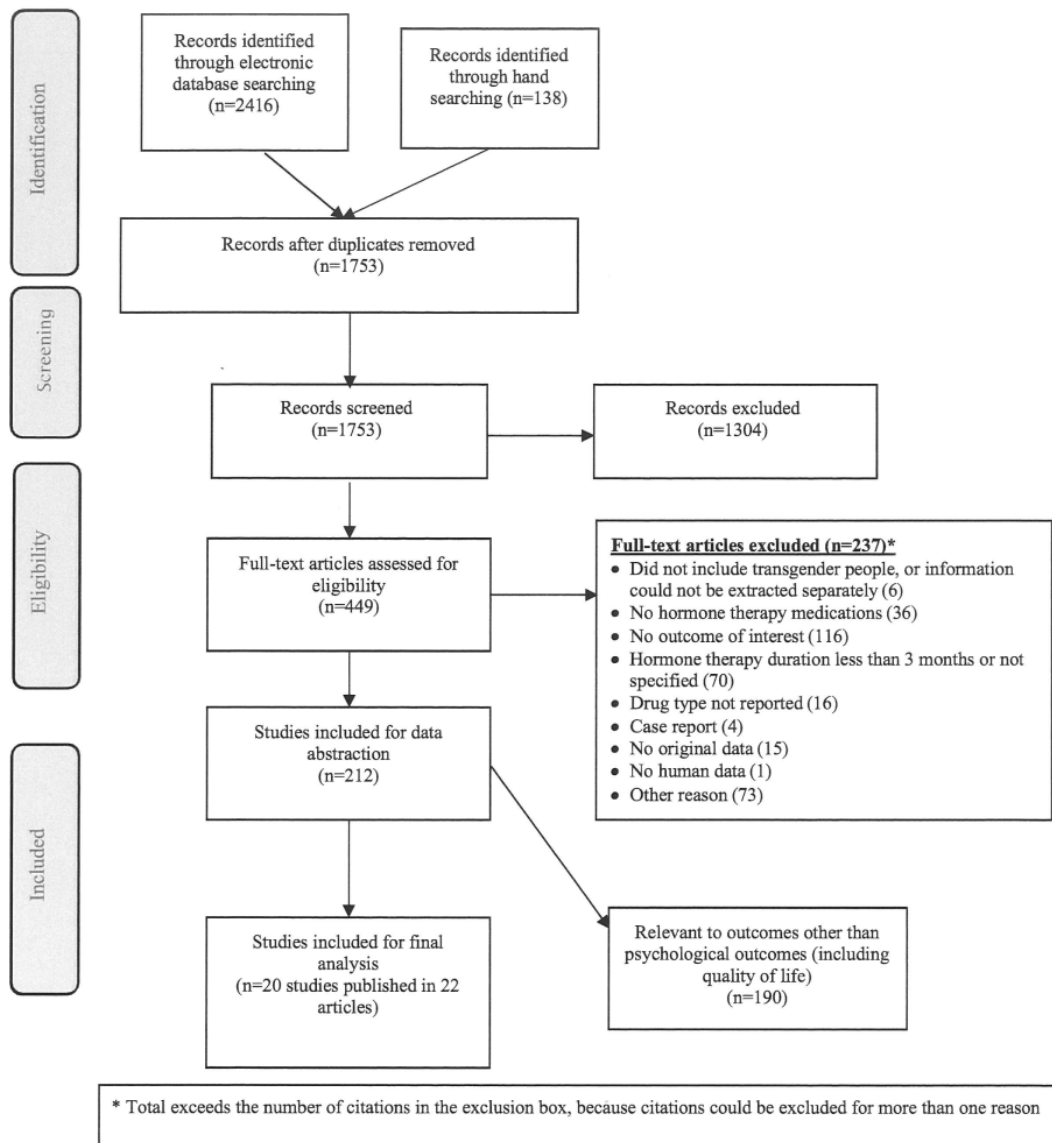 Identification
Records identified
through electronic
database searching
(n=2416)
Records identified
through hand
searching (n=138)
Records after duplicates removed
(n=1753)
Screening
Records screened
(n=1753)
Records excluded
(n=1304)
Eligibility
Full-text articles assessed for
eligibility
(n=449)
Full-text articles excluded (n=237)*
• Did not include transgender people, or information
could not be extracted separately (6)
• No hormone therapy medications (36)
• No outcome of interest (116)
• Hormone therapy duration less than 3 months or not
specified (70)
• Drug type not reported (16)
• Case report (4)
• No original data (15)
• No human data (1)
• Other reason (73)
Studies included for data
abstraction
(n=212)
Included
Studies included for final
analysis
(n=20 studies published in 22
articles)
Relevant to outcomes other than
psychological outcomes (including
quality of life)
(n=190)
* Total exceeds the number of citations in the exclusion box, because citations could be excluded for more than one reason